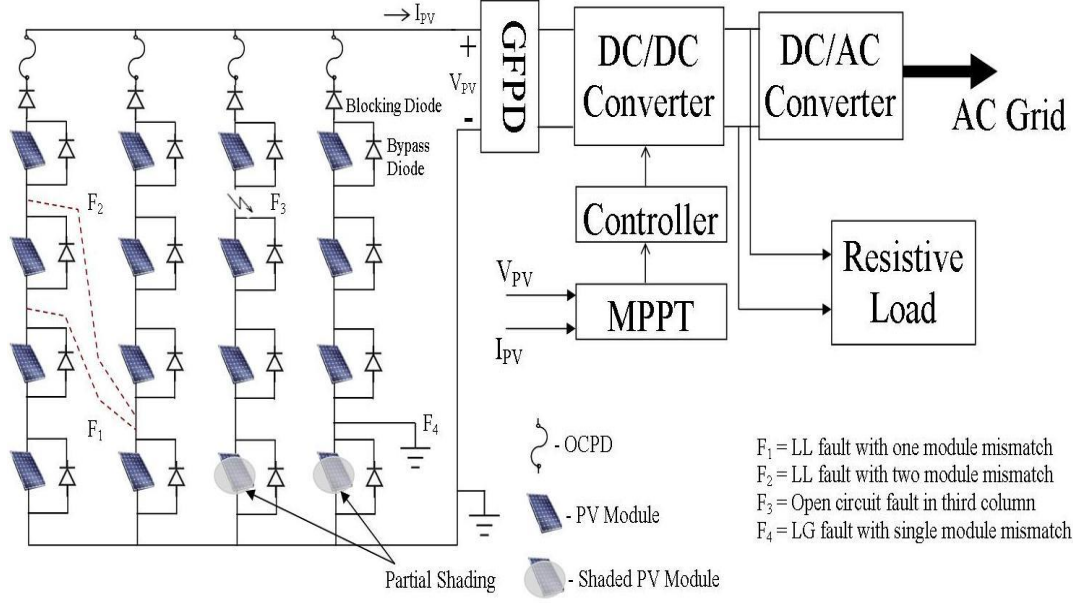 I_PV
+
V_PV
-
GFPD
DC/DC
Converter
DC/AC
Converter
AC Grid
Blocking Diode
Bypass
Diode
F_2
F_3
Controller
V_PV
MPPT
I_PV
Resistive
Load
F_1
F_4
- OCPD
- PV Module
- Shaded PV Module
Partial Shading
F_1 = LL fault with one module mismatch
F_2 = LL fault with two module mismatch
F_3 = Open circuit fault in third column
F_4 = LG fault with single module mismatch